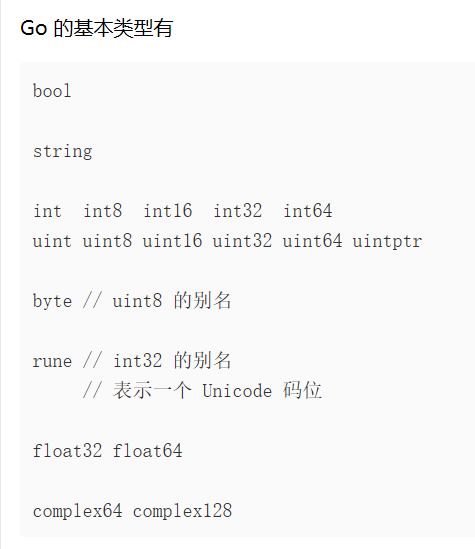 Go 的基本类型有
bool
string
int  int8  int16  int32  int64
uint uint8 uint16 uint32 uint64 uintptr
byte // uint8 的别名
rune // int32 的别名
     // 表示一个 Unicode 码位
float32 float64
complex64 complex128